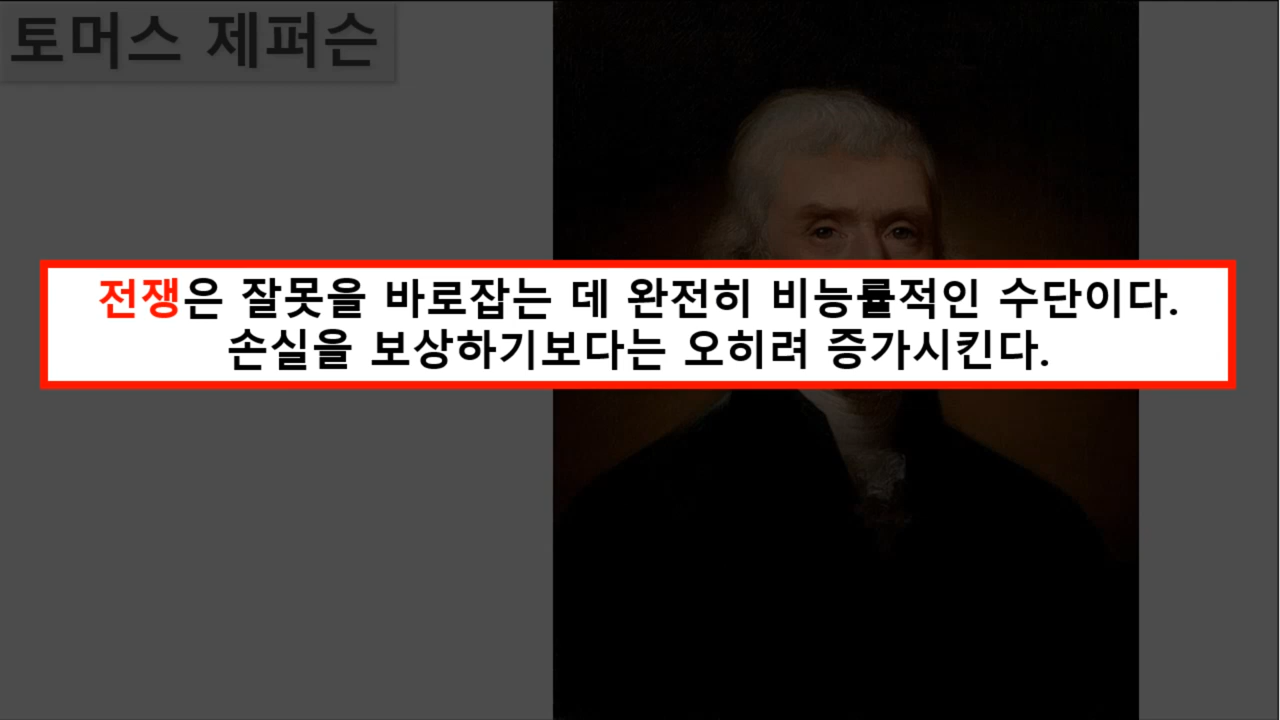 토머스 제퍼슨
전쟁은 잘못을 바로잡는 데 완전히 비능률적인 수단이다.
손실을 보상하기보다는 오히려 증가시킨다.